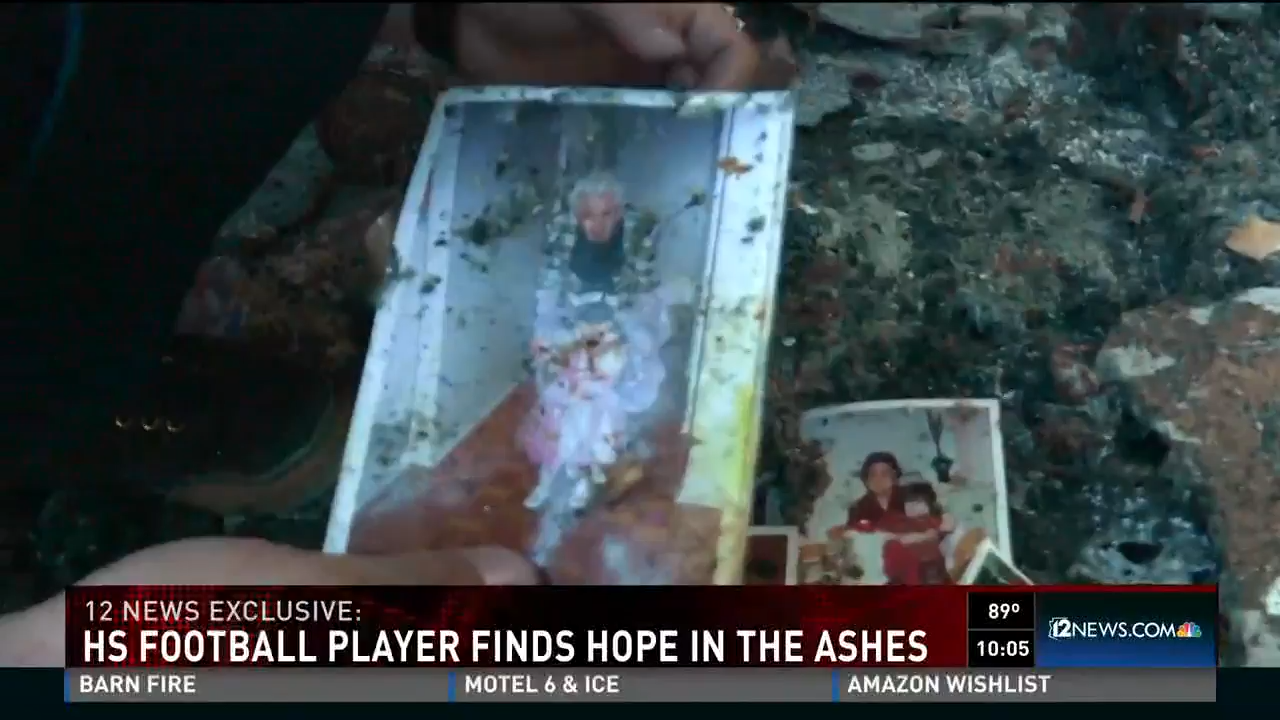 12 NEWS EXCLUSIVE:
HS FOOTBALL PLAYER FINDS HOPE IN THE ASHES
89º
10:05
12NEWS.COM
BARN FIRE
MOTEL 6 & ICE
AMAZON WISHLIST